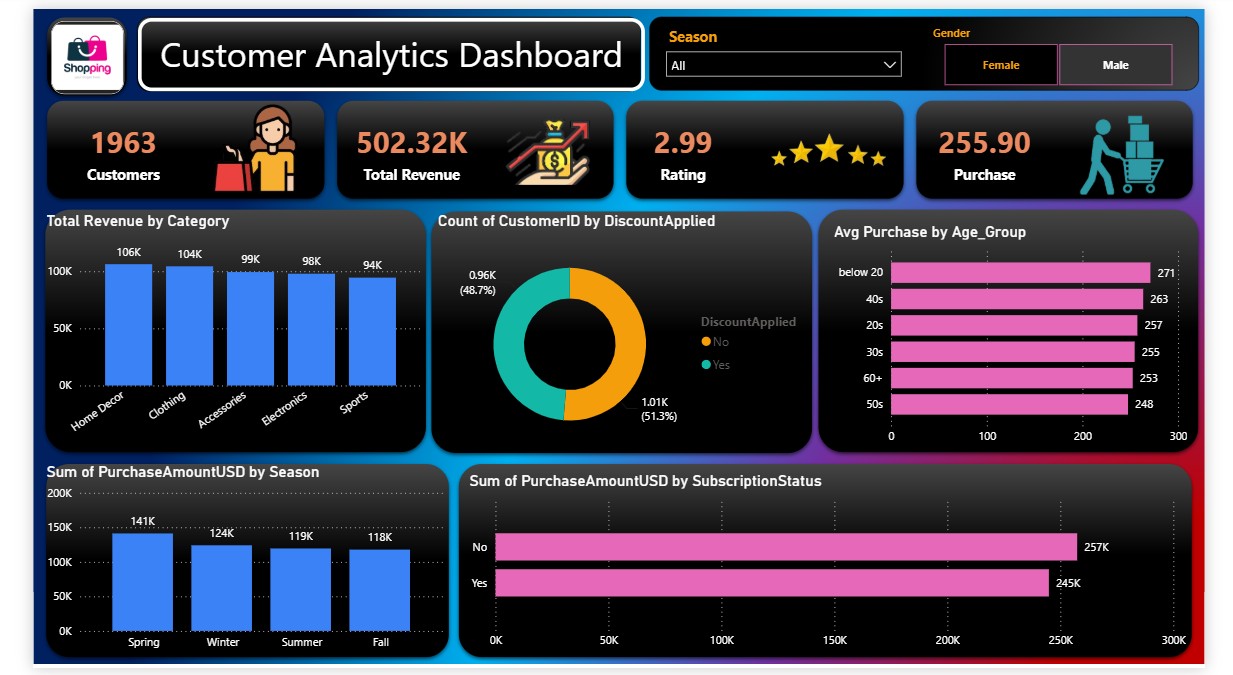 Shopping
Customer Analytics Dashboard
Season
All
Gender
Female
Male
1963
Customers
502.32K
Total Revenue
2.99
Rating
255.90
Purchase
Total Revenue by Category
100K
50K
0K
106K
104K
99K
98K
94K
Home Decor
Clothing
Accessories
Electronics
Sports
Count of CustomerID by DiscountApplied
0.96K
(48.7%)
1.01K
(51.3%)
DiscountApplied
No
Yes
Avg Purchase by Age_Group
below 20
271
40s
263
20s
257
30s
255
60+
253
50s
248
0
100
200
300
Sum of PurchaseAmountUSD by Season
200K
150K
100K
50K
0K
141K
124K
119K
118K
Spring
Winter
Summer
Fall
Sum of PurchaseAmountUSD by SubscriptionStatus
No
257K
Yes
245K
0K
50K
100K
150K
200K
250K
300K